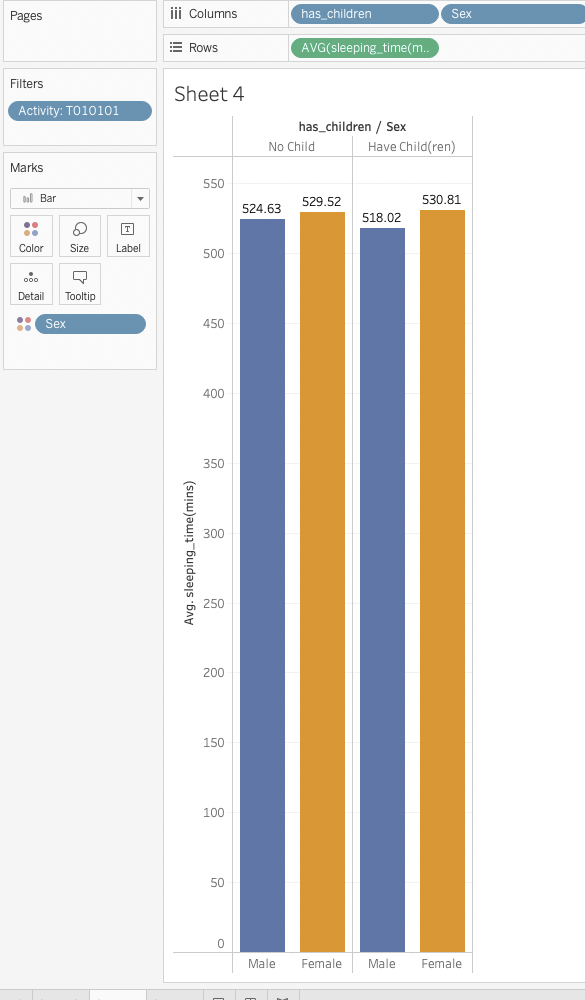 Pages
Columns
has_children
Sex
Rows
AVG(sleeping_time(m..
Filters
Activity: T010101
Marks
Bar
Color
Size
Label
Detail
Tooltip
Sex
Sheet 4
has_children / Sex
No Child
Have Child(ren)
Avg. sleeping_time(mins)
550
500
450
400
350
300
250
200
150
100
50
0
524.63
529.52
518.02
530.81
Male
Female
Male
Female